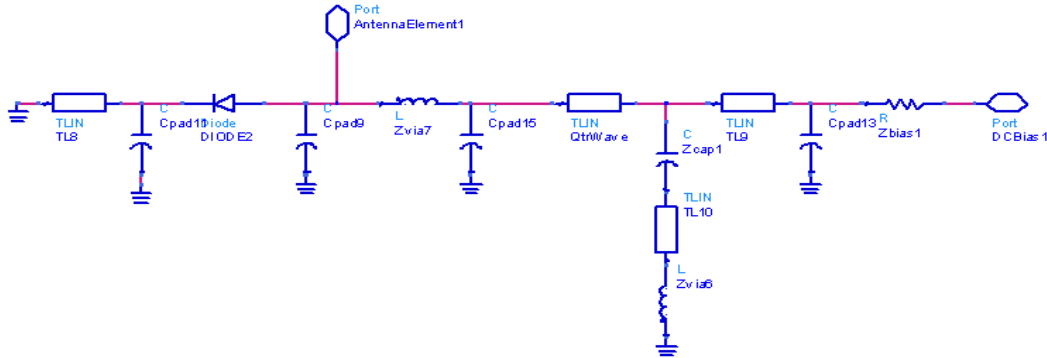 Port
AntennaElement1
TLIN
TL8
C
Cpad11
Diode
DIODE2
C
Cpad9
L
Zvia7
C
Cpad15
TLIN
QtrWave
C
Zcap1
TLIN
TL10
L
Zvia6
TLIN
TL9
C
Cpad13
R
Zbias1
Port
DCBias1